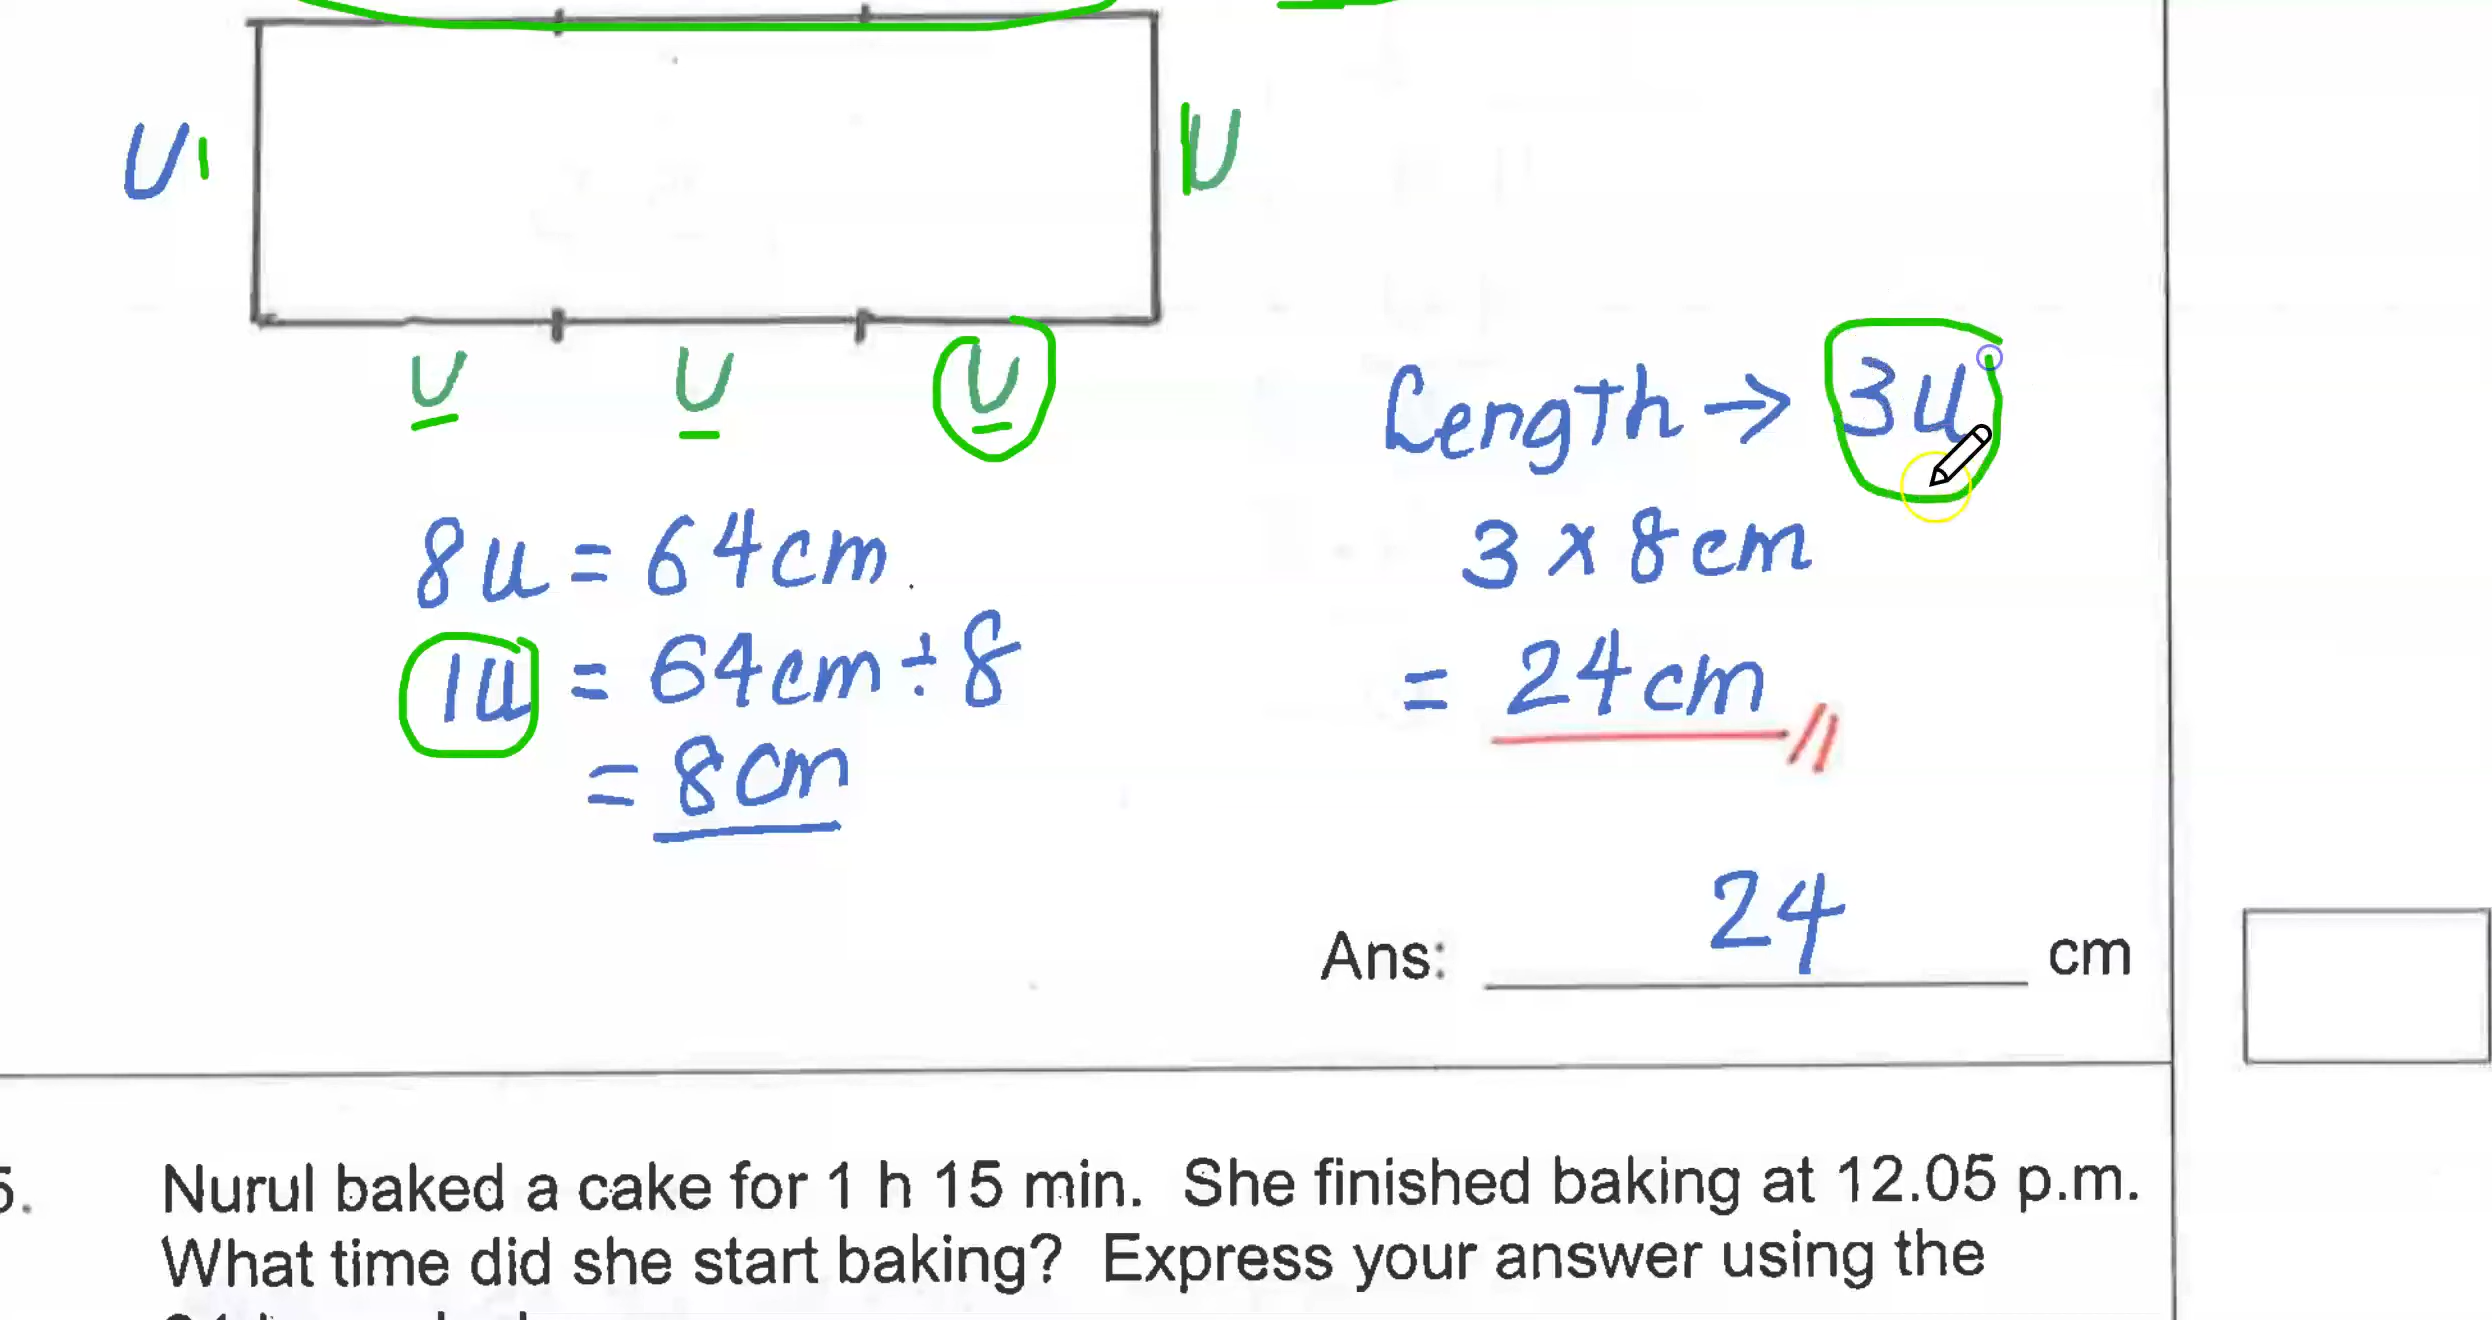 U U
U U U
Length → 3u
8u = 64cm
3 × 8cm
1u = 64cm ÷ 8
= 24cm
= 8cm
24
Ans: cm
5. Nurul baked a cake for 1 h 15 min. She finished baking at 12.05 p.m.
What time did she start baking? Express your answer using the